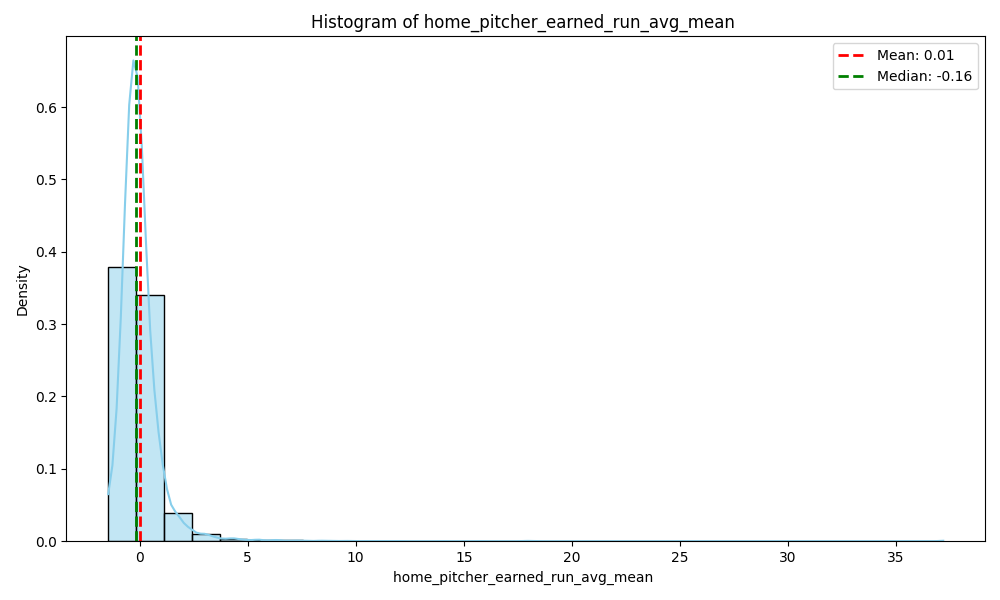 Histogram of home_pitcher_earned_run_avg_mean
Mean: 0.01
Median: -0.16
Density
0.6
0.5
0.4
0.3
0.2
0.1
0.0
0 5 10 15 20 25 30 35
home_pitcher_earned_run_avg_mean